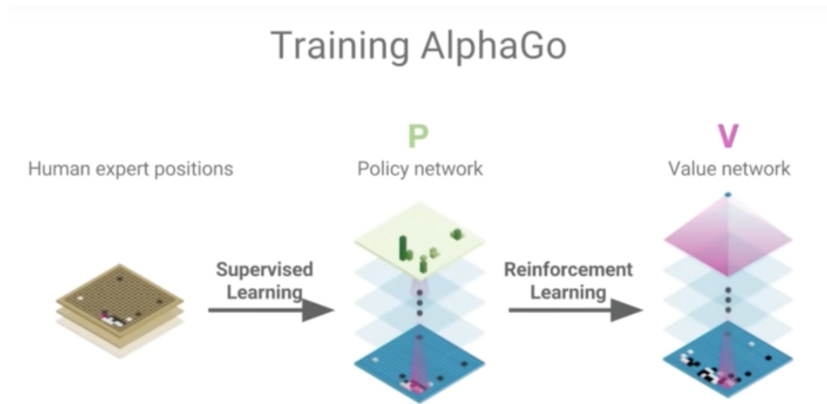 Training AlphaGo
P
V
Human expert positions
Policy network
Value network
Supervised
Learning
Reinforcement
Learning